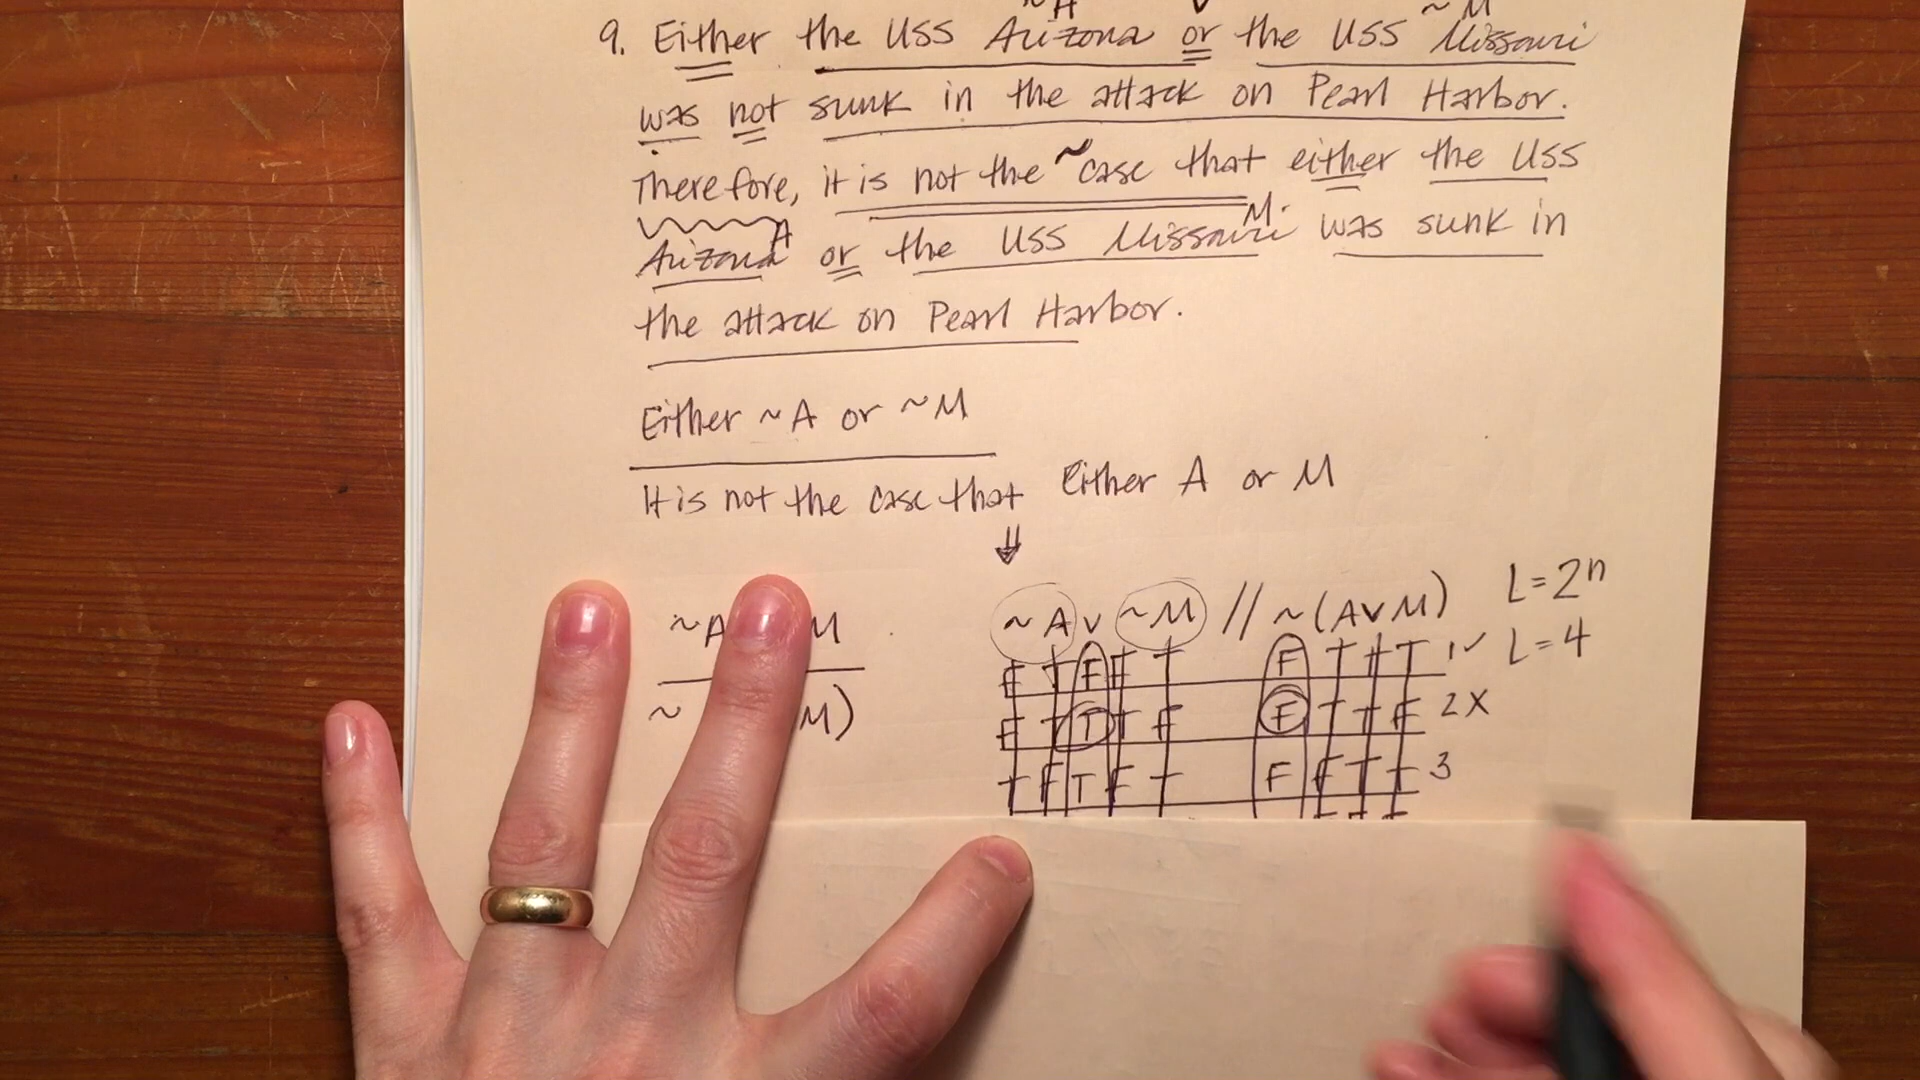 ~A v ~M
9. Either the USS Arizona or the USS Missouri
was not sunk in the attack on Pearl Harbor.
Therefore, it is not the ~ case that either the USS
A M.
Arizona or the USS Missouri was sunk in
the attack on Pearl Harbor.
Either ~A or ~M
It is not the case that Either A or M
⇓
~A M
~ M)
~A v ~M // ~(A v M) L=2n
F T F F T F T T T 1✓ L=4
F T T T F F T T F 2X
T F T F T F F T T 3